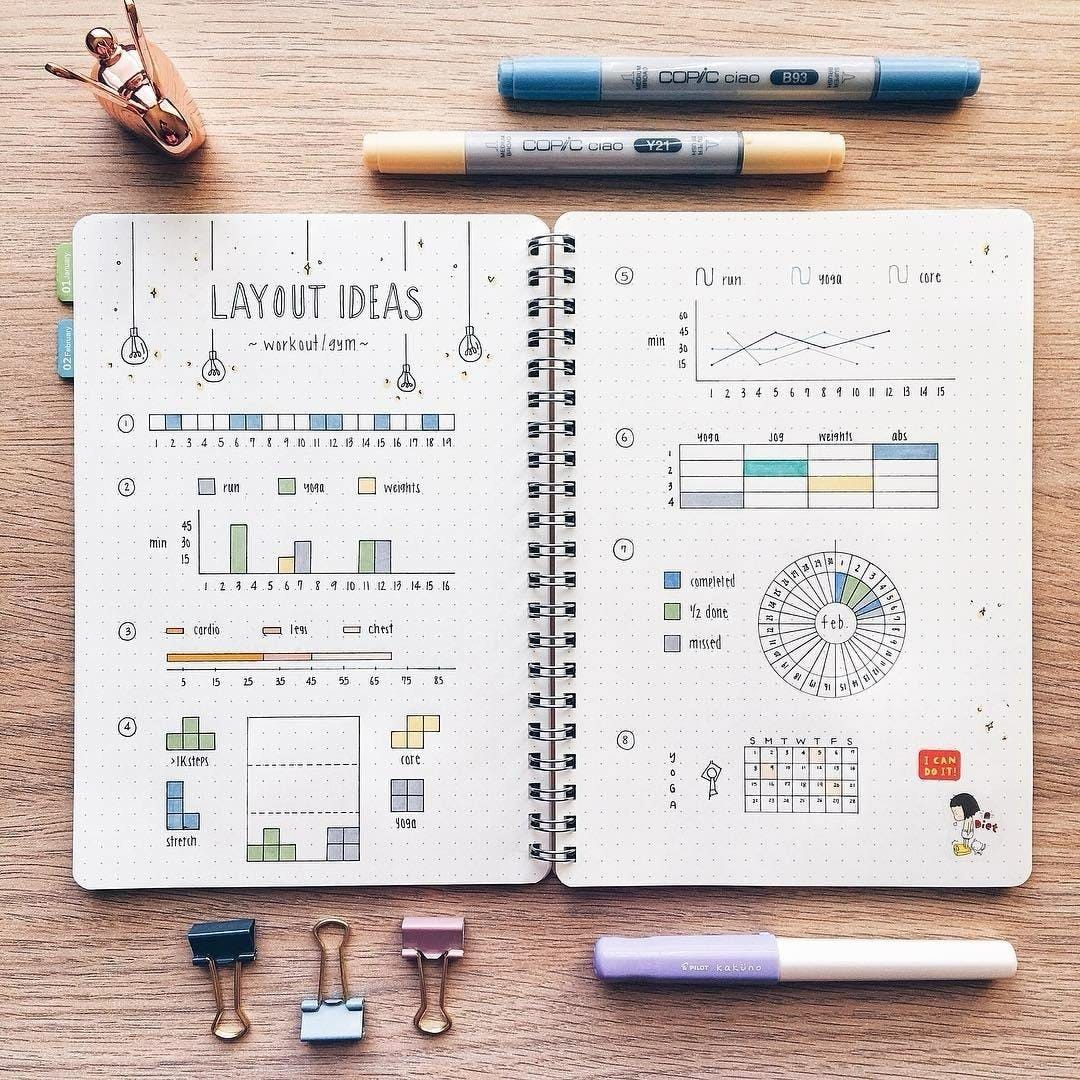 COPIC ciao B93
COPIC ciao Y21
01 January
02 February
LAYOUT IDEAS
~workout/gym~
1
1 2 3 4 5 6 7 8 9 10 11 12 13 14 15 16 17 18 19
2 run yoga weights
min
45
30
15
1 2 3 4 5 6 7 8 9 10 11 12 13 14 15 16
3 cardio legs chest
5 15 25 35 45 55 65 75 85
4
>1K steps
core
stretch
yoga
5 run yoga core
min
60
45
30
15
1 2 3 4 5 6 7 8 9 10 11 12 13 14 15
6 yoga jog weights abs
1
2
3
4
7
completed
1/2 done
missed
feb.
8
YOGA
S M T W T F S
I CAN
DO IT!
Diet
PILOT kaküno